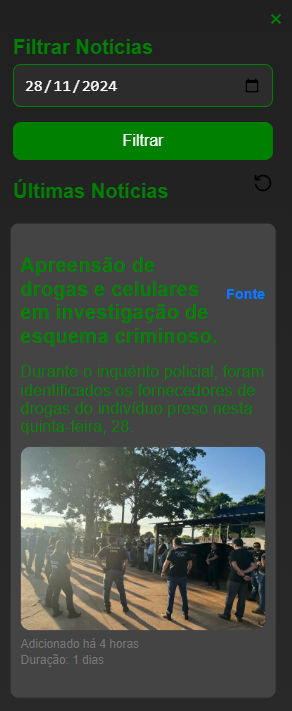 ×
Filtrar Notícias
28/11/2024
Filtrar
Últimas Notícias
Apreensão de
drogas e celulares
em investigação de
esquema criminoso.
Fonte
Durante o inquérito policial, foram
identificados os fornecedores de
drogas do indivíduo preso nesta
quinta-feira, 28.
Adicionado há 4 horas
Duração: 1 dias